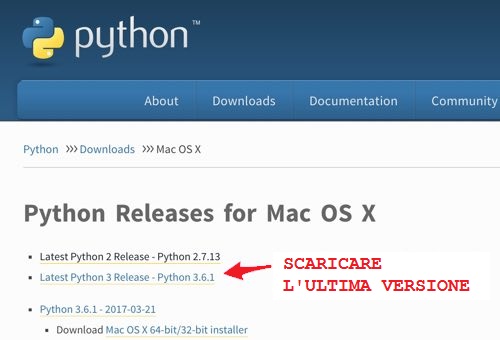 python™
About Downloads Documentation Community
Python >>> Downloads >>> Mac OS X
Python Releases for Mac OS X
Latest Python 2 Release - Python 2.7.13
Latest Python 3 Release - Python 3.6.1
SCARICARE
L'ULTIMA VERSIONE
Python 3.6.1 - 2017-03-21
Download Mac OS X 64-bit/32-bit installer